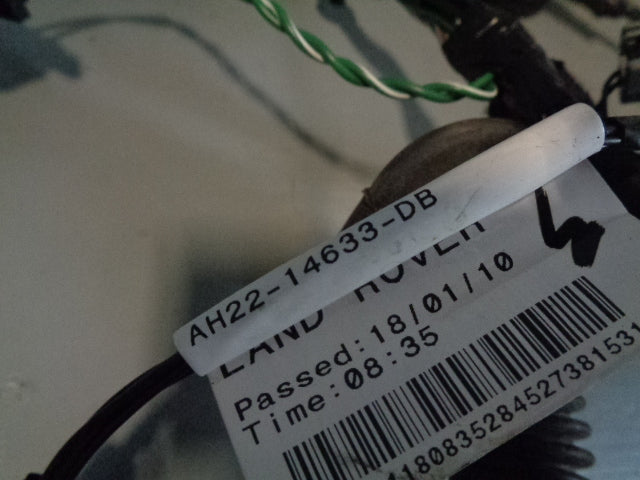 AH22-14633-DB
LAND ROVER
Passed:18/01/10
Time:08:35